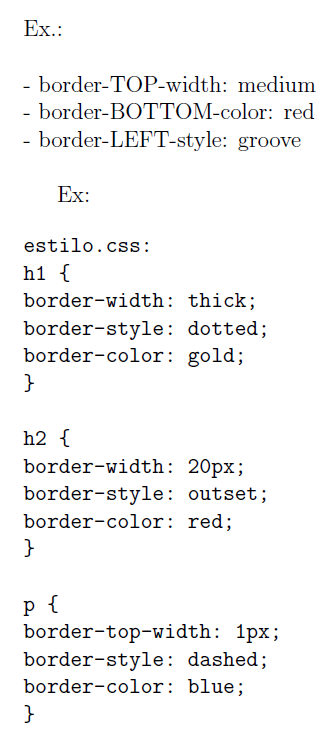 Ex.:
- border-TOP-width: medium
- border-BOTTOM-color: red
- border-LEFT-style: groove
Ex:
estilo.css:
h1 {
border-width: thick;
border-style: dotted;
border-color: gold;
}
h2 {
border-width: 20px;
border-style: outset;
border-color: red;
}
p {
border-top-width: 1px;
border-style: dashed;
border-color: blue;
}